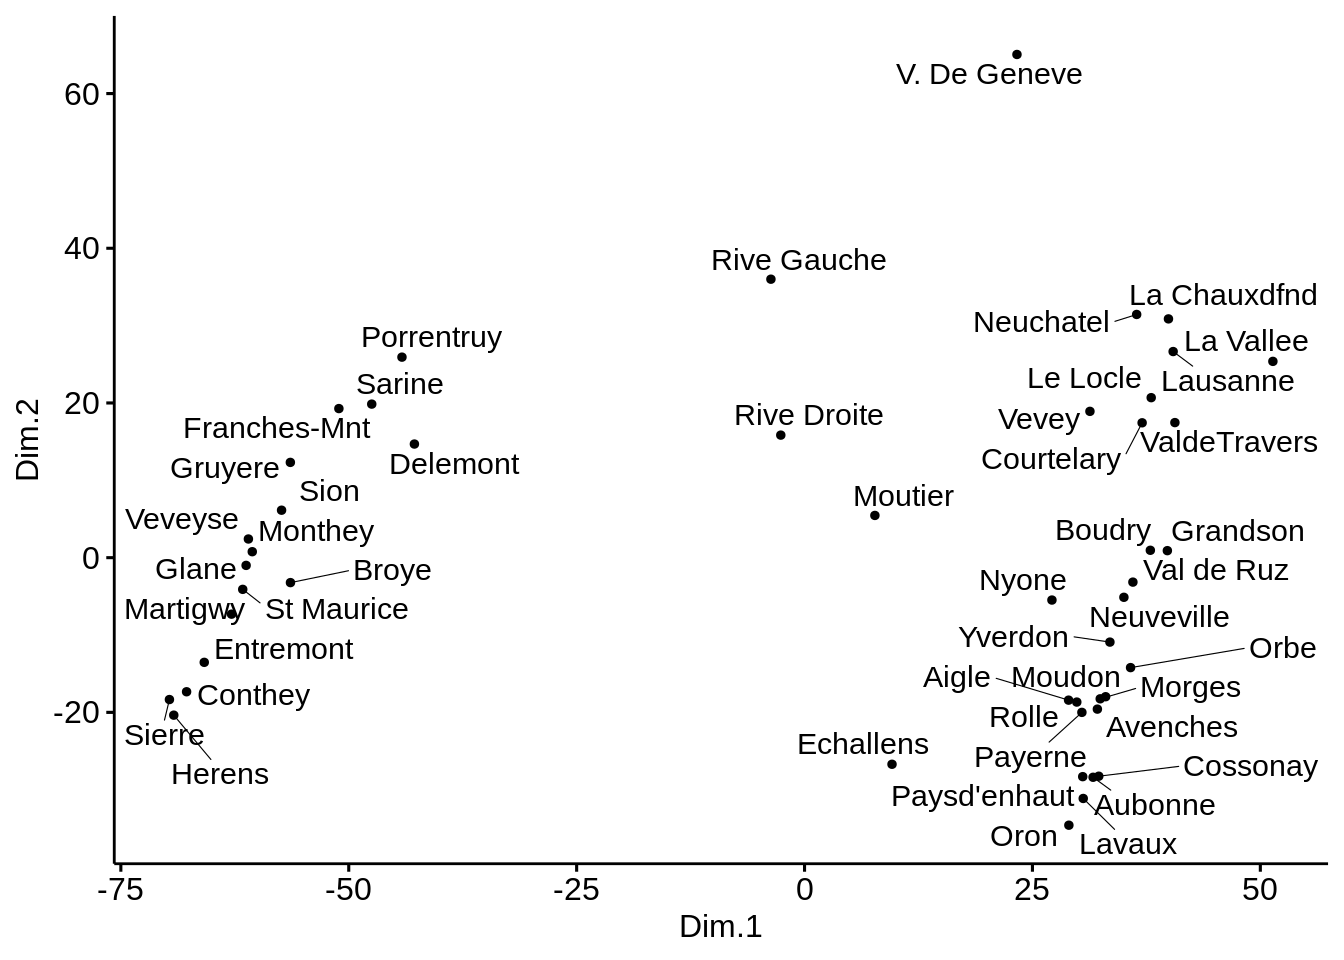 V. De Geneve
60
Rive Gauche
40
La Chauxdfnd
Neuchatel
Porrentruy
La Vallee
Sarine
Le Locle
Lausanne
20
Rive Droite
Vevey
Franches-Mnt
ValdeTravers
Dim.2
Delemont
Courtelary
Gruyere
Sion
Moutier
Veveyse
Monthey
Boudry
Grandson
0
Glane
Broye
Val de Ruz
Nyone
Martigwy
St Maurice
Neuveville
Yverdon
Entremont
Orbe
Aigle
Moudon
Conthey
Morges
-20
Rolle
Sierre
Avenches
Echallens
Payerne
Herens
Cossonay
Paysd'enhaut
Aubonne
Oron
Lavaux
-75
-50
-25
0
25
50
Dim.1